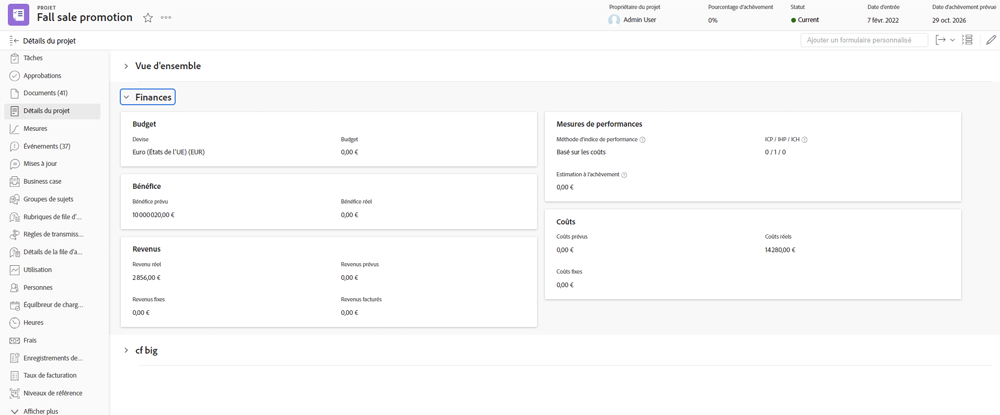 PROJET
Fall sale promotion
Propriétaire du projet
Admin User
Pourcentage d'achèvement
0%
Statut
Current
Date d'entrée
7 févr. 2022
Date d'achèvement prévue
29 oct. 2026
Détails du projet
Ajouter un formulaire personnalisé
Tâches
Approbations
Documents (41)
Détails du projet
Mesures
Événements (37)
Mises à jour
Business case
Groupes de sujets
Rubriques de file d'...
Règles de transmiss...
Détails de la file d'a...
Utilisation
Personnes
Équilibreur de charg...
Heures
Frais
Enregistrements de...
Taux de facturation
Niveaux de référence
Afficher plus
Vue d'ensemble
Finances
Budget
Devise
Budget
Euro (États de l'UE) (EUR)
0,00 €
Bénéfice
Bénéfice prévu
Bénéfice réel
10 000 020,00 €
0,00 €
Revenus
Revenu réel
Revenus prévus
2 856,00 €
0,00 €
Revenus fixes
Revenus facturés
0,00 €
0,00 €
Mesures de performances
Méthode d'indice de performance
ICP / IHP / ICH
Basé sur les coûts
0 / 1 / 0
Estimation à l'achèvement
0,00 €
Coûts
Coûts prévus
Coûts réels
0,00 €
14 280,00 €
Coûts fixes
0,00 €
cf big